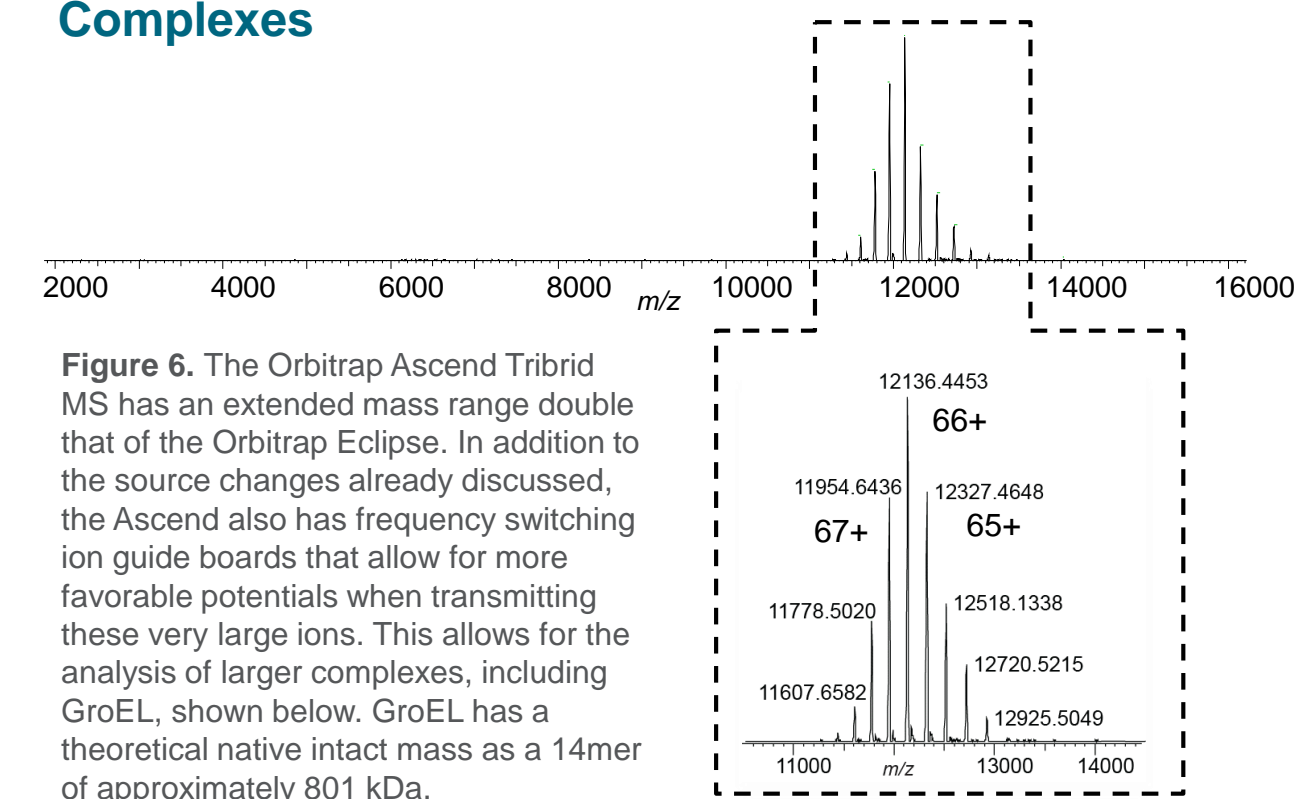 Complexes
2000 4000 6000 8000 m/z 10000 12000 14000 16000
Figure 6. The Orbitrap Ascend Tribrid
MS has an extended mass range double
that of the Orbitrap Eclipse. In addition to
the source changes already discussed,
the Ascend also has frequency switching
ion guide boards that allow for more
favorable potentials when transmitting
these very large ions. This allows for the
analysis of larger complexes, including
GroEL, shown below. GroEL has a
theoretical native intact mass as a 14mer
of approximately 801 kDa.
12136.4453
66+
11954.6436 12327.4648
67+ 65+
11778.5020 12518.1338
12720.5215
11607.6582
12925.5049
11000 m/z 13000 14000